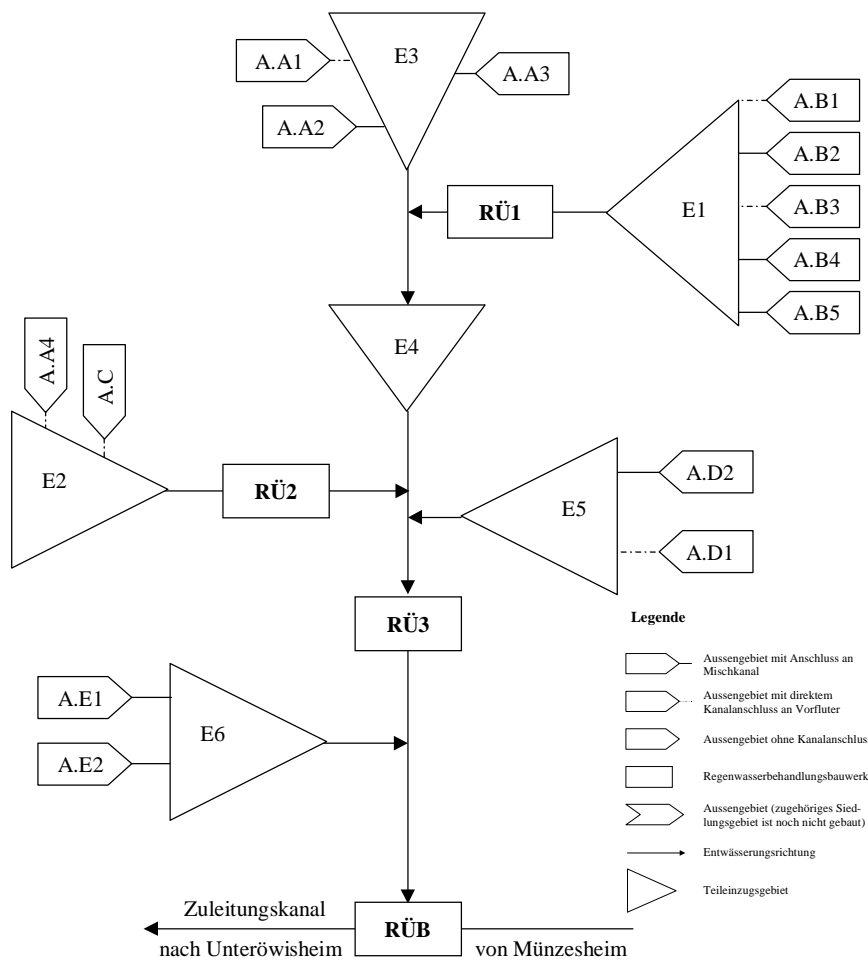 E3
A.A1
A.A3
A.A2
A.B1
A.B2
A.B3
A.B4
A.B5
E1
RÜ1
E4
A.A4
A.C
E2
RÜ2
E5
A.D2
A.D1
RÜ3
A.E1
A.E2
E6
Legende
Aussengebiet mit Anschluss an
Mischkanal
Aussengebiet mit direktem
Kanalanschluss an Vorfluter
Aussengebiet ohne Kanalanschluss
Regenwasserbehandlungsbauwerk
Aussengebiet (zugehöriges Sied-
lungsgebiet ist noch nicht gebaut)
Entwässerungsrichtung
Teileinzugsgebiet
Zuleitungskanal
nach Unteröwisheim
RÜB
von Münzesheim